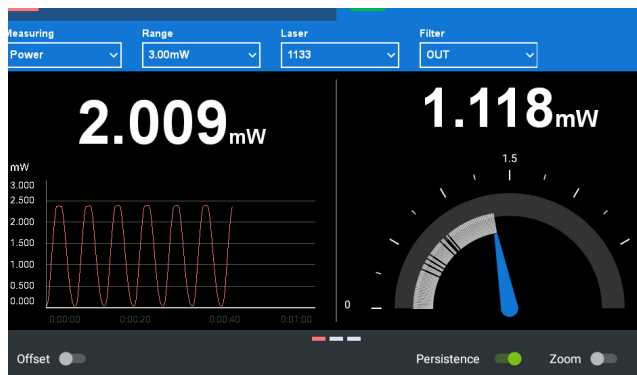 Measuring Range Laser Filter
Power 3.00mW 1133 OUT
2.009mW
1.118mW
mW
3.000
2.500
2.000
1.500
1.000
0.500
0.000
0:00:00 0:00:20 0:00:40 0:01:00
1.5
0
Offset Persistence Zoom